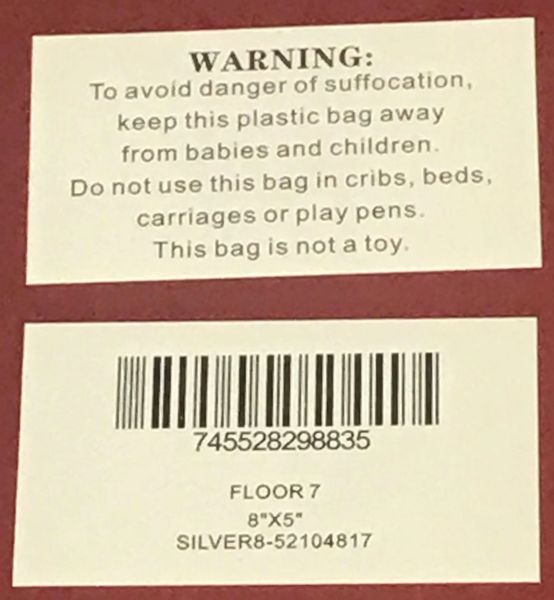 WARNING:
To avoid danger of suffocation,
keep this plastic bag away
from babies and children.
Do not use this bag in cribs, beds,
carriages or play pens.
This bag is not a toy.
745528298835
FLOOR 7
8"X5"
SILVER8-52104817